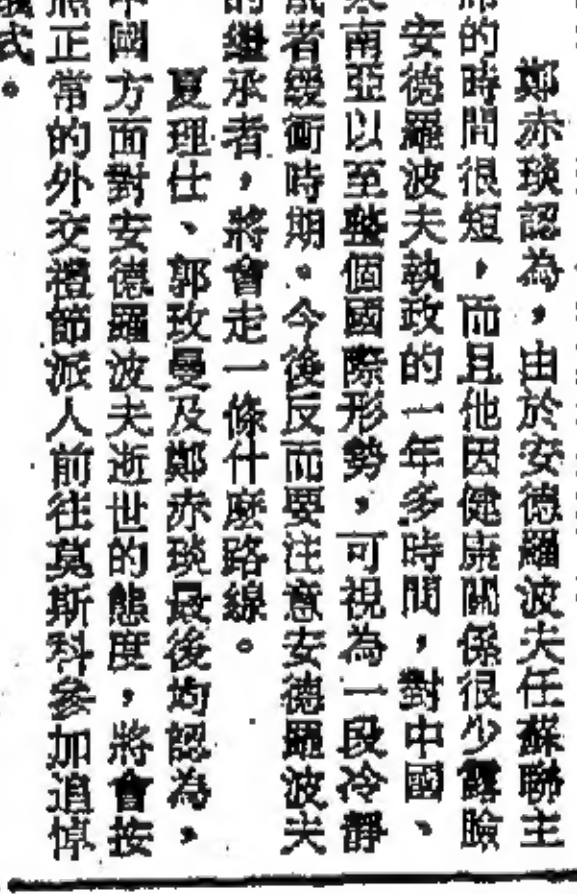 鄭赤琰認為，由於安德羅波夫任蘇聯主
席的時間很短，而且他因健康關係很少露臉
安德羅波夫執政的一年多時間，對中國、
東南亞以至整個國際形勢，可視為一段冷靜
或者緩衝時期。今後反而要注意安德羅波夫
的繼承者，將會走一條什麼路線。
夏理仕、郭玫曼及鄭赤琰最後均認為，
中國方面對安德羅波夫逝世的態度，將會按
照正常的外交禮節派人前往莫斯科參加追悼
儀式。